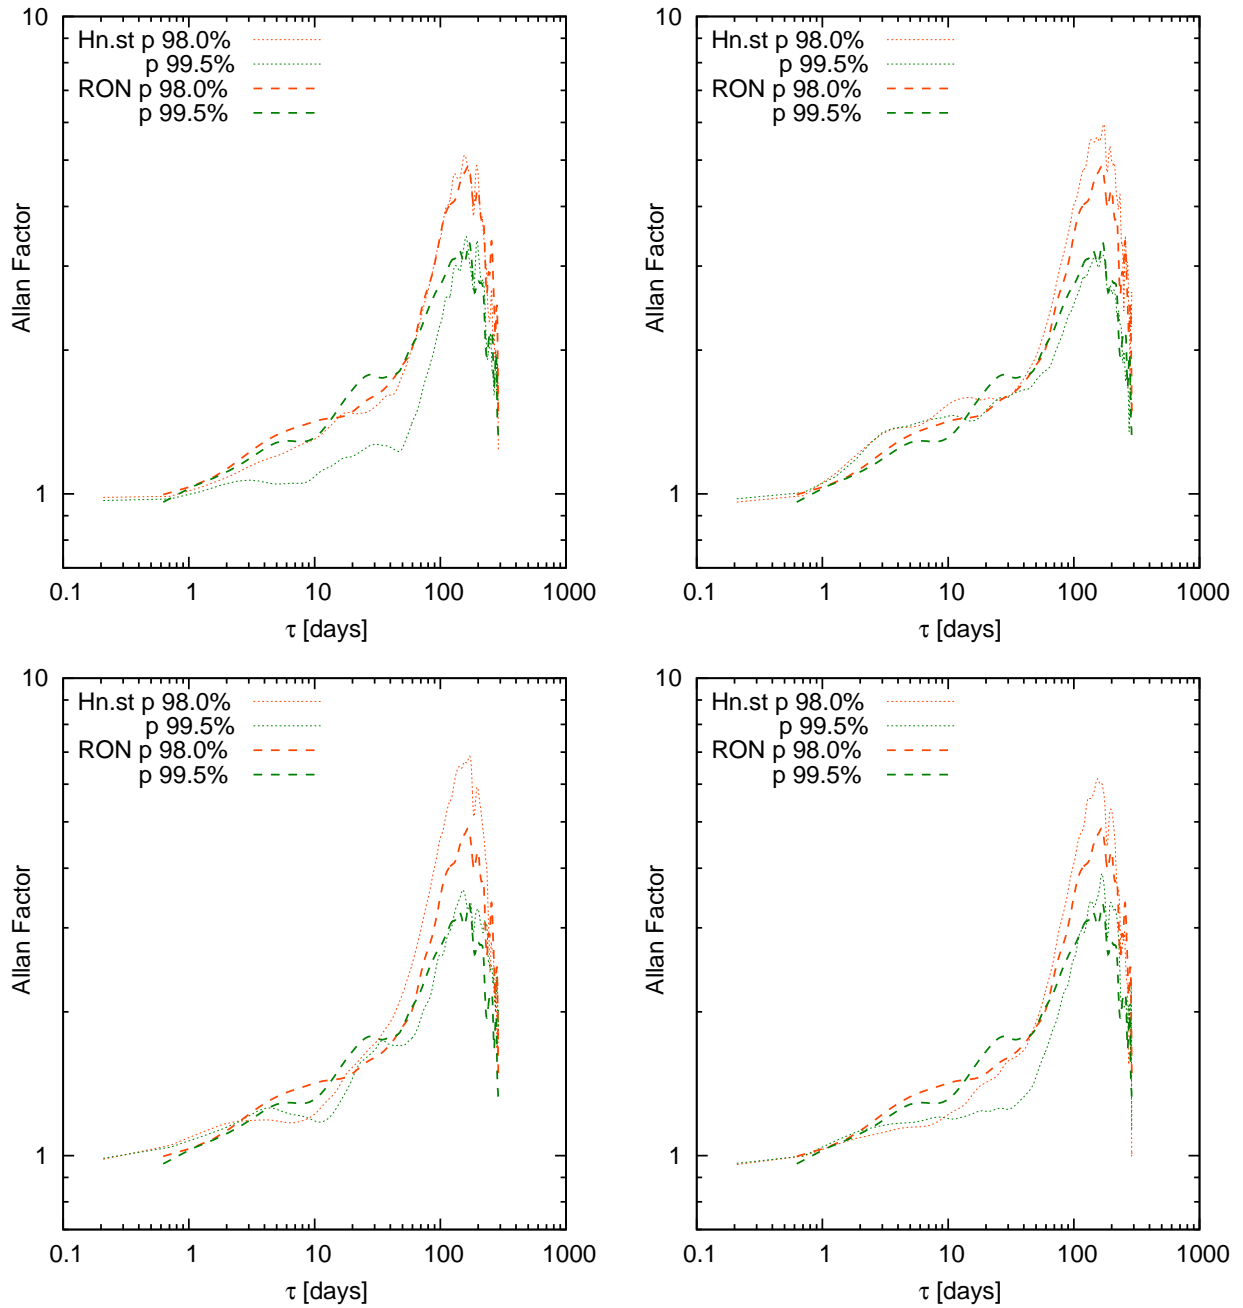 10
Hn.st p 98.0%
p 99.5%
RON p 98.0%
p 99.5%
Allan Factor
1
0.1 1 10 100 1000
τ [days]
10
Hn.st p 98.0%
p 99.5%
RON p 98.0%
p 99.5%
Allan Factor
1
0.1 1 10 100 1000
τ [days]
10
Hn.st p 98.0%
p 99.5%
RON p 98.0%
p 99.5%
Allan Factor
1
0.1 1 10 100 1000
τ [days]
10
Hn.st p 98.0%
p 99.5%
RON p 98.0%
p 99.5%
Allan Factor
1
0.1 1 10 100 1000
τ [days]